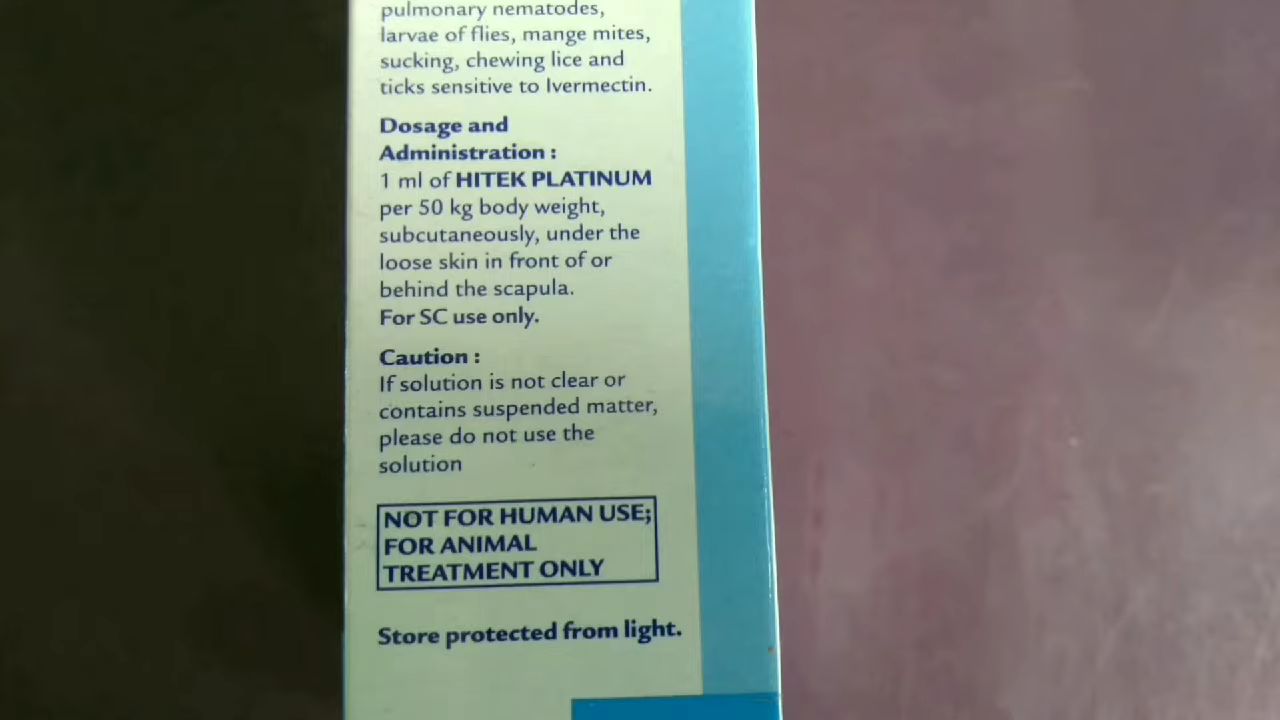 pulmonary nematodes,
larvae of flies, mange mites,
sucking, chewing lice and
ticks sensitive to Ivermectin.
Dosage and
Administration :
1 ml of HITEK PLATINUM
per 50 kg body weight,
subcutaneously, under the
loose skin in front of or
behind the scapula.
For SC use only.
Caution :
If solution is not clear or
contains suspended matter,
please do not use the
solution
NOT FOR HUMAN USE;
FOR ANIMAL
TREATMENT ONLY
Store protected from light.